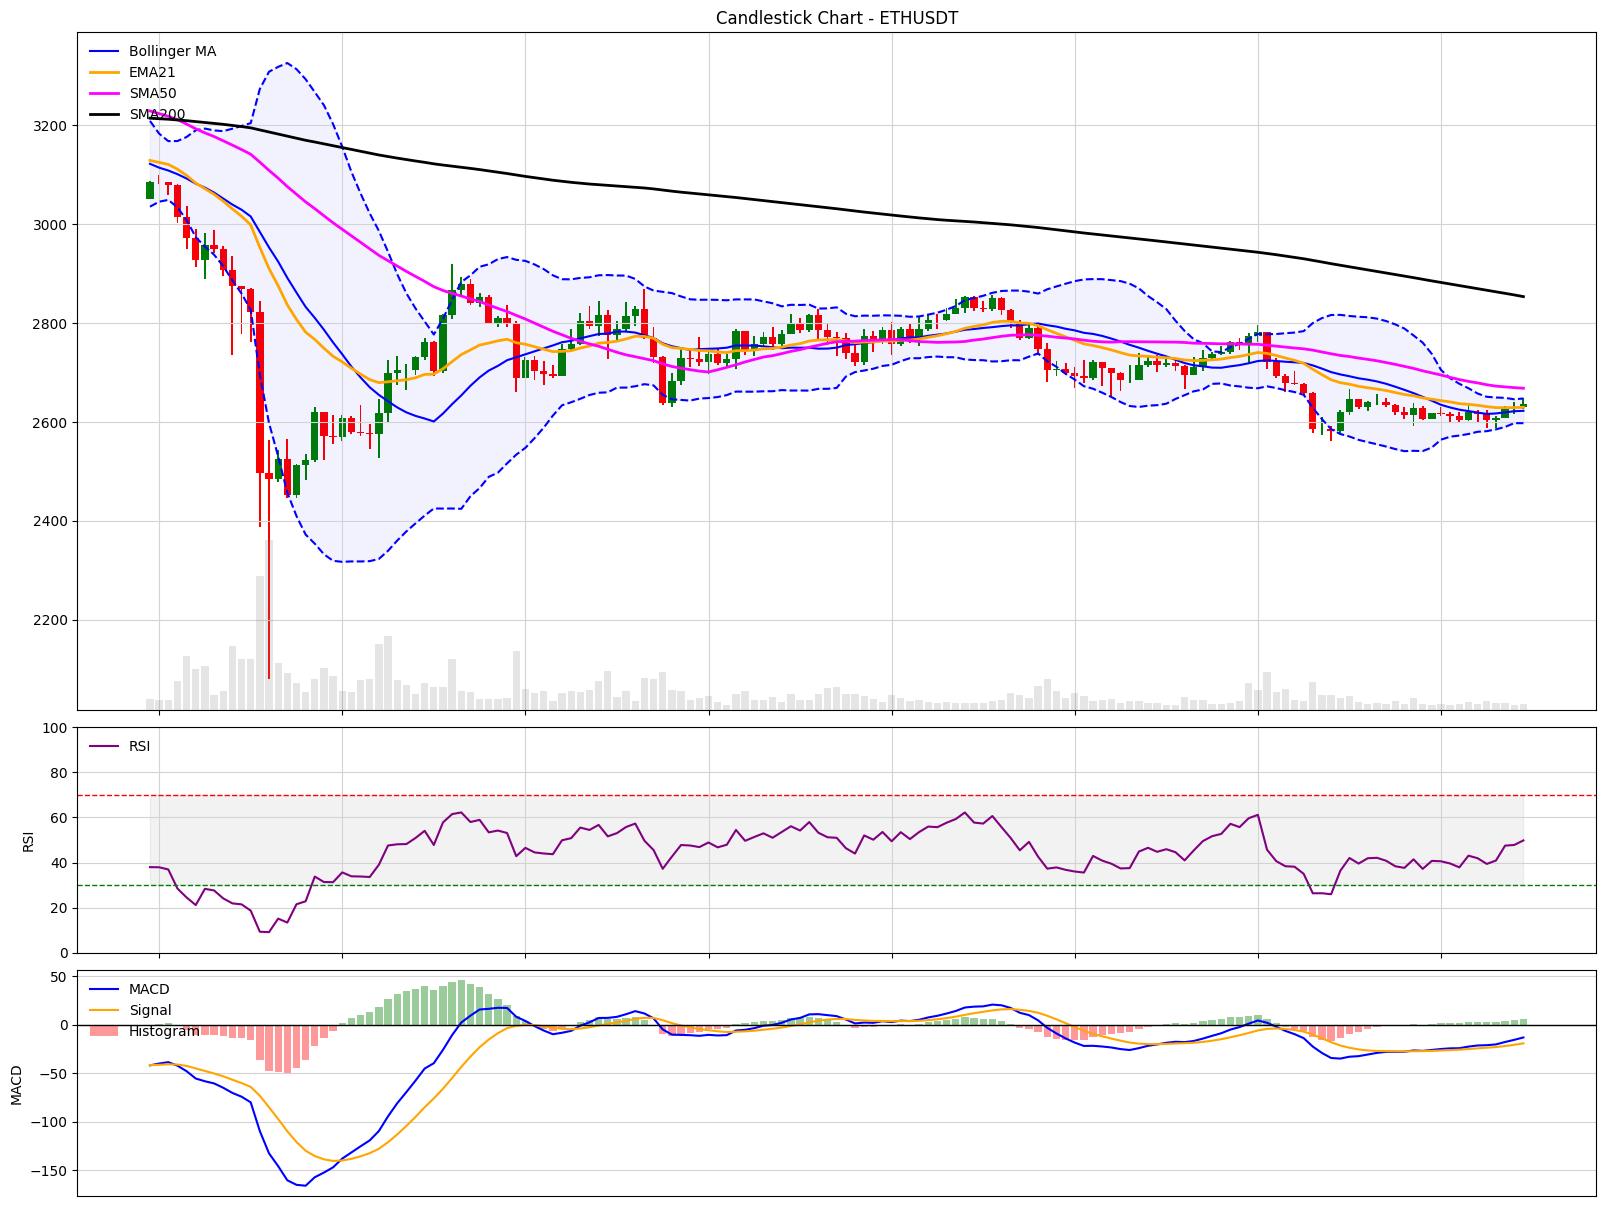 Candlestick Chart - ETHUSDT
Bollinger MA
EMA21
SMA50
SMA200
3200
3000
2800
2600
2400
2200
100
80
60
40
20
0
RSI
RSI
50
0
−50
−100
−150
MACD
MACD
Signal
Histogram